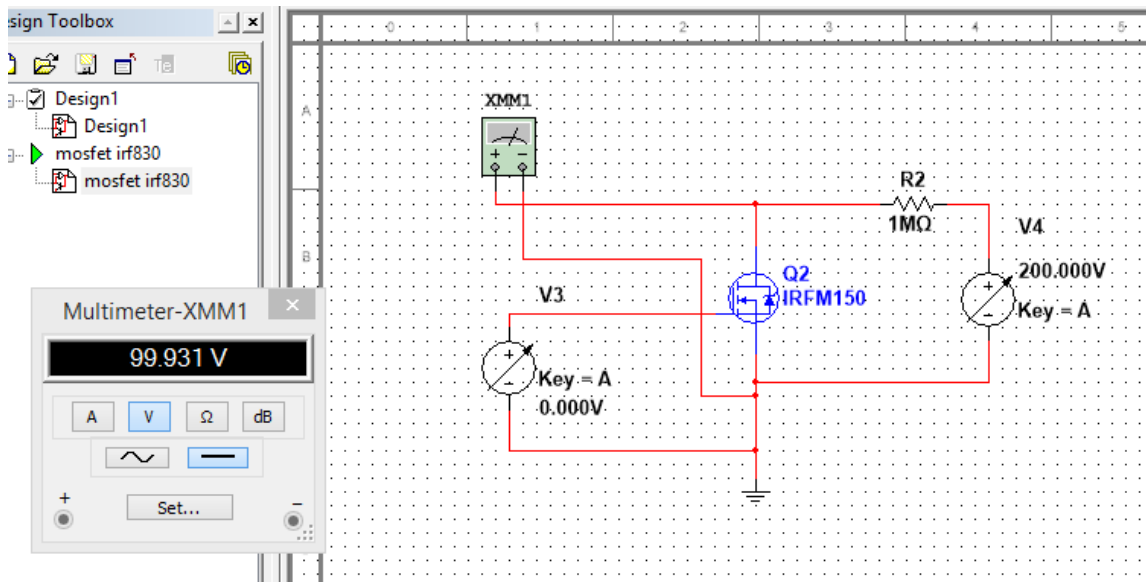 esign Toolbox
Design1
Design1
mosfet irf830
mosfet irf830
0
1
2
3
4
5
A
B
XMM1
+ −
R2
1MΩ
V4
+
−
200.000V
Key = A
Q2
IRFM150
V3
+
−
Key = A
0.000V
Multimeter-XMM1
99.931 V
A V Ω dB
+ −
Set...